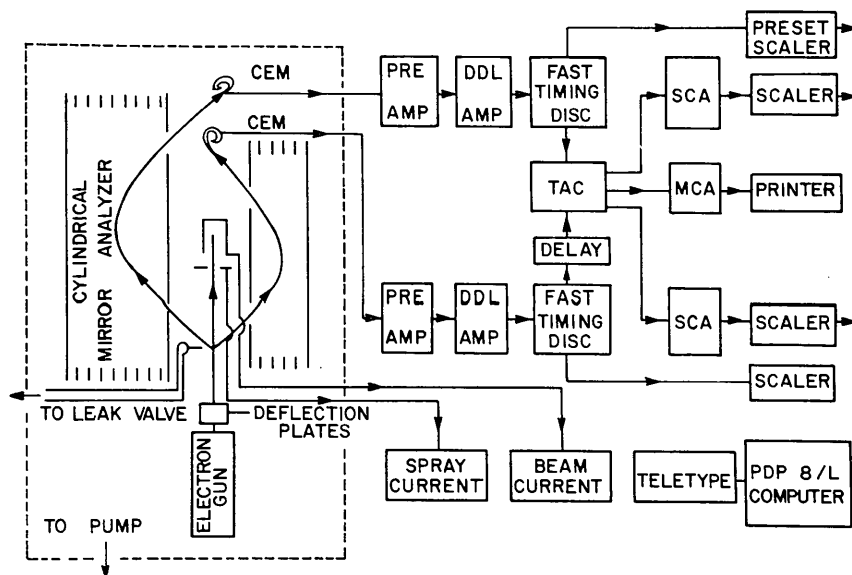 CEM
PRE
AMP
DDL
AMP
FAST
TIMING
DISC
PRESET
SCALER
SCA
SCALER
CEM
TAC
MCA
PRINTER
CYLINDRICAL
MIRROR ANALYZER
DELAY
PRE
AMP
DDL
AMP
FAST
TIMING
DISC
SCA
SCALER
SCALER
TO LEAK VALVE
DEFLECTION
PLATES
ELECTRON
GUN
SPRAY
CURRENT
BEAM
CURRENT
TELETYPE
PDP 8/L
COMPUTER
TO PUMP